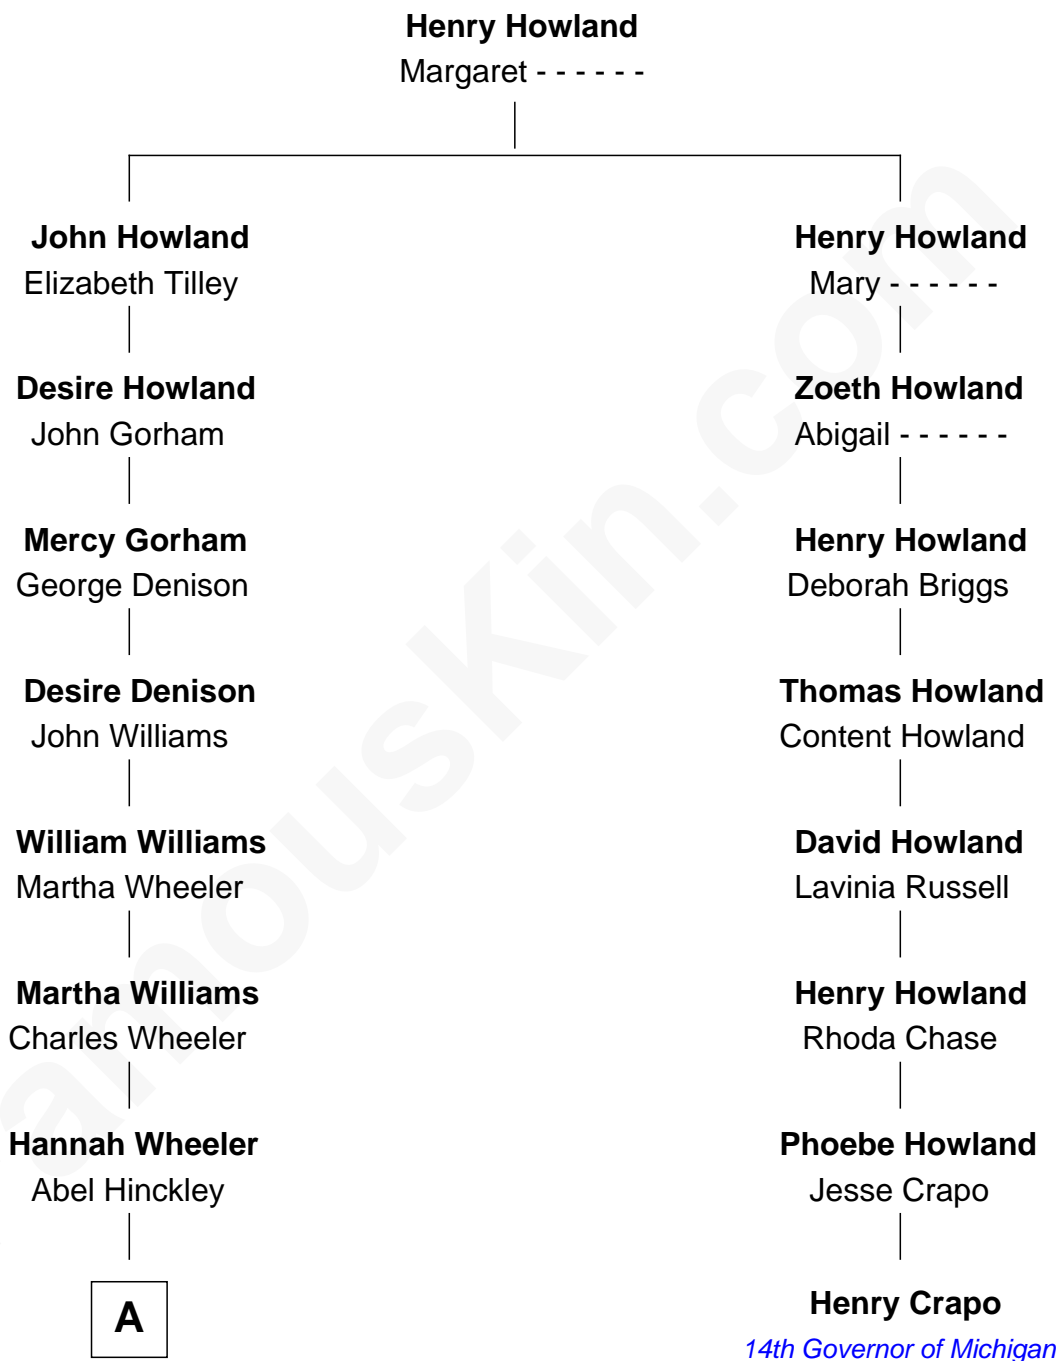 Henry Howland
Margaret - - - - - -
John Howland
Elizabeth Tilley
Henry Howland
Mary - - - - - -
Desire Howland
John Gorham
Zoeth Howland
Abigail - - - - - -
Mercy Gorham
George Denison
Henry Howland
Deborah Briggs
Desire Denison
John Williams
Thomas Howland
Content Howland
William Williams
Martha Wheeler
David Howland
Lavinia Russell
Martha Williams
Charles Wheeler
Henry Howland
Rhoda Chase
Hannah Wheeler
Abel Hinckley
Phoebe Howland
Jesse Crapo
A
Henry Crapo
14th Governor of Michigan
amousKin.com